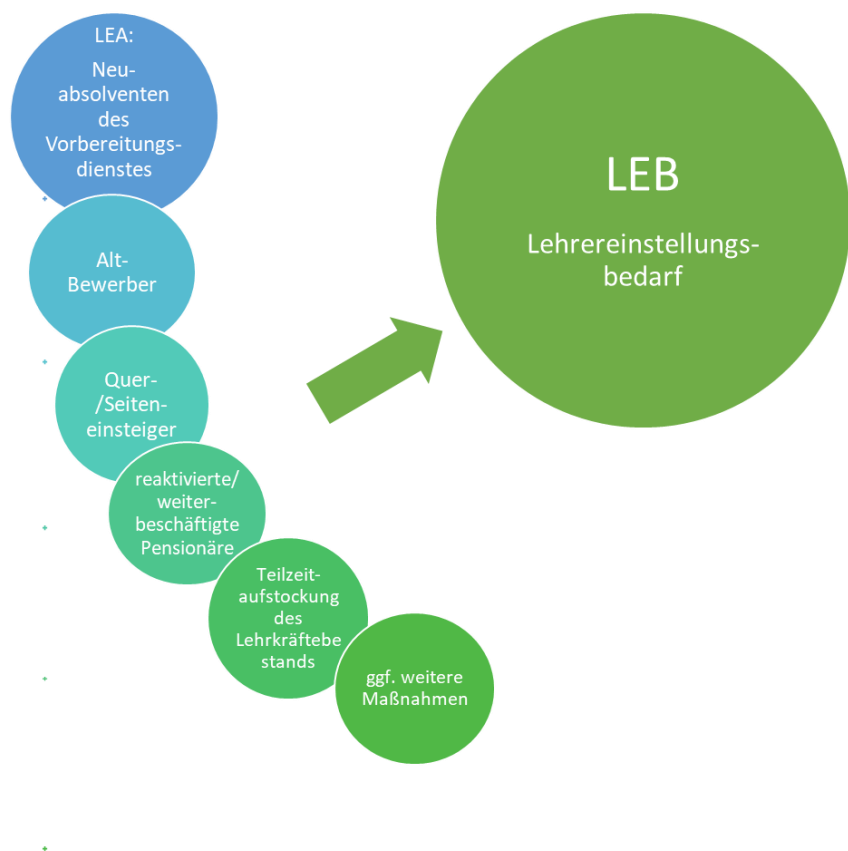 LEA:
Neu-
absolventen
des
Vorbereitungs-
dienstes
Alt-
Bewerber
Quer-
/Seiten-
einsteiger
reaktivierte/
weiter-
beschäftigte
Pensionäre
Teilzeit-
aufstockung
des
Lehrkräftebe
stands
ggf. weitere
Maßnahmen
LEB
Lehrereinstellungs-
bedarf